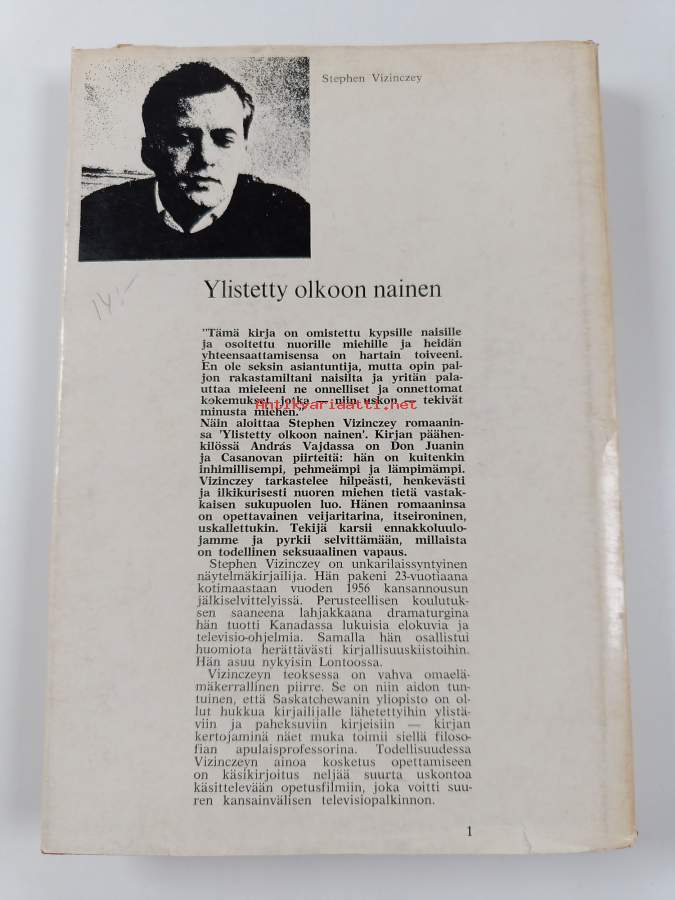 Stephen Vizinczey
14:-
Ylistetty olkoon nainen
"Tämä kirja on omistettu kypsille naisille
ja osoitettu nuorille miehille ja heidän
yhteensaattamisensa on hartain toiveeni.
En ole seksin asiantuntija, mutta opin pal-
jon rakastamiltani naisilta ja yritän pala-
uttaa mieleeni ne onnelliset ja onnettomat
kokemukset jotka — niin uskon — tekivät
Antikvariaatti.net
minusta miehen."
Näin aloittaa Stephen Vizinczey romaanin-
sa 'Ylistetty olkoon nainen'. Kirjan päähen-
kilössä András Vajdassa on Don Juanin
ja Casanovan piirteitä: hän on kuitenkin
inhimillisempi, pehmeämpi ja lämpimämpi.
Vizinczey tarkastelee hilpeästi, henkevästi
ja ilkikurisesti nuoren miehen tietä vastak-
kaisen sukupuolen luo. Hänen romaaninsa
on opettavainen veijaritarina, itseironinen,
uskallettukin. Tekijä karsii ennakkoluulo-
jamme ja pyrkii selvittämään, millaista
on todellinen seksuaalinen vapaus.
Stephen Vizinczey on unkarilaissyntyinen
näytelmäkirjailija. Hän pakeni 23-vuotiaana
kotimaastaan vuoden 1956 kansannousun
jälkiselvittelyissä. Perusteellisen koulutuk-
sen saaneena lahjakkaana dramaturgina
hän tuotti Kanadassa lukuisia elokuvia ja
televisio-ohjelmia. Samalla hän osallistui
huomiota herättävästi kirjallisuuskiistoihin.
Hän asuu nykyisin Lontoossa.
Vizinczeyn teoksessa on vahva omaelä-
mäkerrallinen piirre. Se on niin aidon tun-
tuinen, että Saskatchewanin yliopisto on ol-
lut hukkua kirjailijalle lähetettyihin ylistä-
viin ja paheksuviin kirjeisiin — kirjan
kertojaminä näet muka toimii siellä filoso-
fian apulaisprofessorina. Todellisuudessa
Vizinczeyn ainoa kosketus opettamiseen
on käsikirjoitus neljää suurta uskontoa
käsittelevään opetusfilmiin, joka voitti suu-
ren kansainvälisen televisiopalkinnon.
1